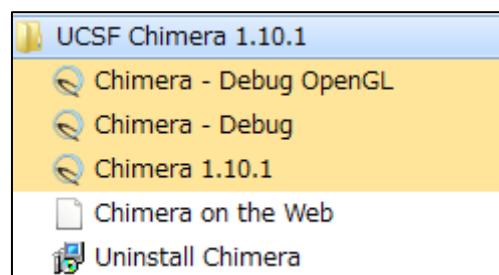 UCSF Chimera 1.10.1
Chimera - Debug OpenGL
Chimera - Debug
Chimera 1.10.1
Chimera on the Web
Uninstall Chimera